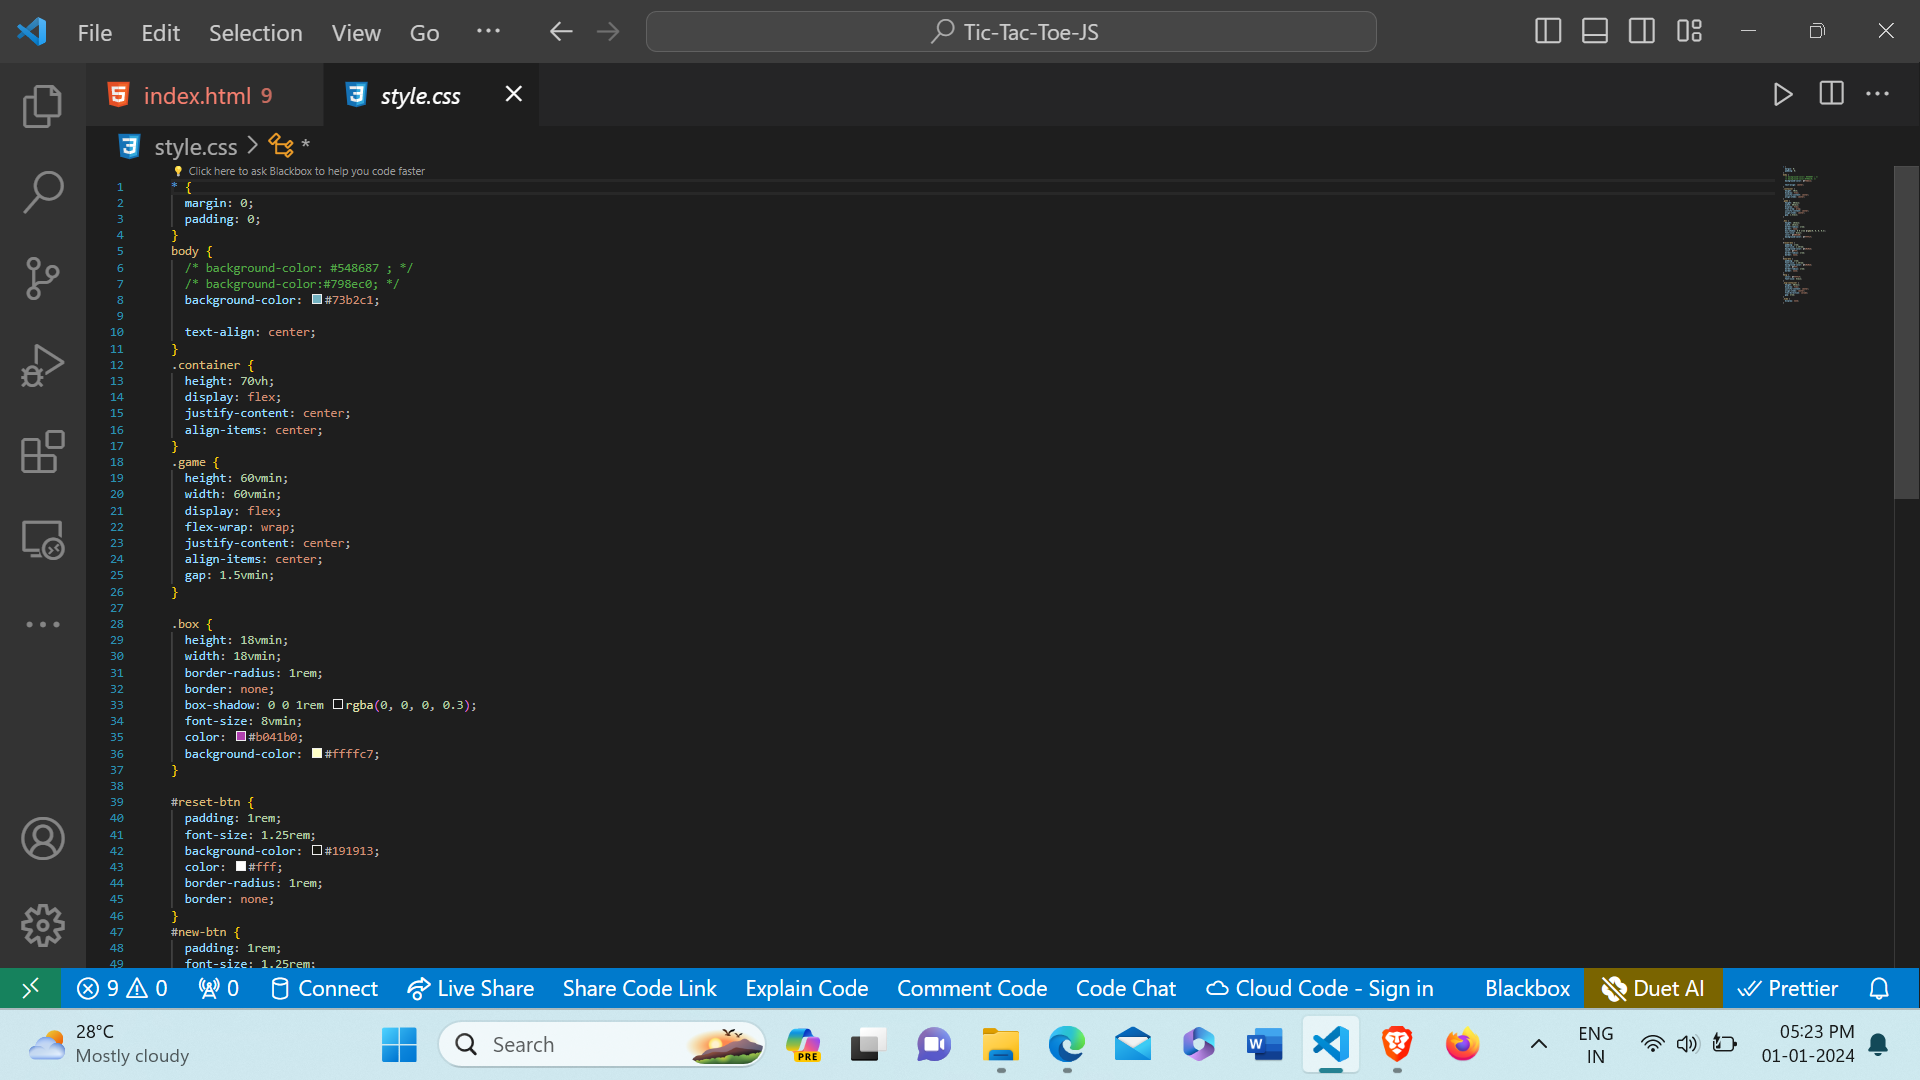 File Edit Selection View Go ... Tic-Tac-Toe-JS
index.html 9 style.css
style.css > *
Click here to ask Blackbox to help you code faster
1 * {
2 margin: 0;
3 padding: 0;
4 }
5 body {
6 /* background-color: #548687 ; */
7 /* background-color:#798ec0; */
8 background-color: #73b2c1;
9
10 text-align: center;
11 }
12 .container {
13 height: 70vh;
14 display: flex;
15 justify-content: center;
16 align-items: center;
17 }
18 .game {
19 height: 60vmin;
20 width: 60vmin;
21 display: flex;
22 flex-wrap: wrap;
23 justify-content: center;
24 align-items: center;
25 gap: 1.5vmin;
26 }
27
28 .box {
29 height: 18vmin;
30 width: 18vmin;
31 border-radius: 1rem;
32 border: none;
33 box-shadow: 0 0 1rem rgba(0, 0, 0, 0.3);
34 font-size: 8vmin;
35 color: #b041b0;
36 background-color: #ffffc7;
37 }
38
39 #reset-btn {
40 padding: 1rem;
41 font-size: 1.25rem;
42 background-color: #191913;
43 color: #fff;
44 border-radius: 1rem;
45 border: none;
46 }
47 #new-btn {
48 padding: 1rem;
49 font-size: 1.25rem;
9 0 0 Connect Live Share Share Code Link Explain Code Comment Code Code Chat Cloud Code - Sign in Blackbox Duet AI Prettier
28°C
Mostly cloudy
Search
PRE
ENG
IN
05:23 PM
01-01-2024